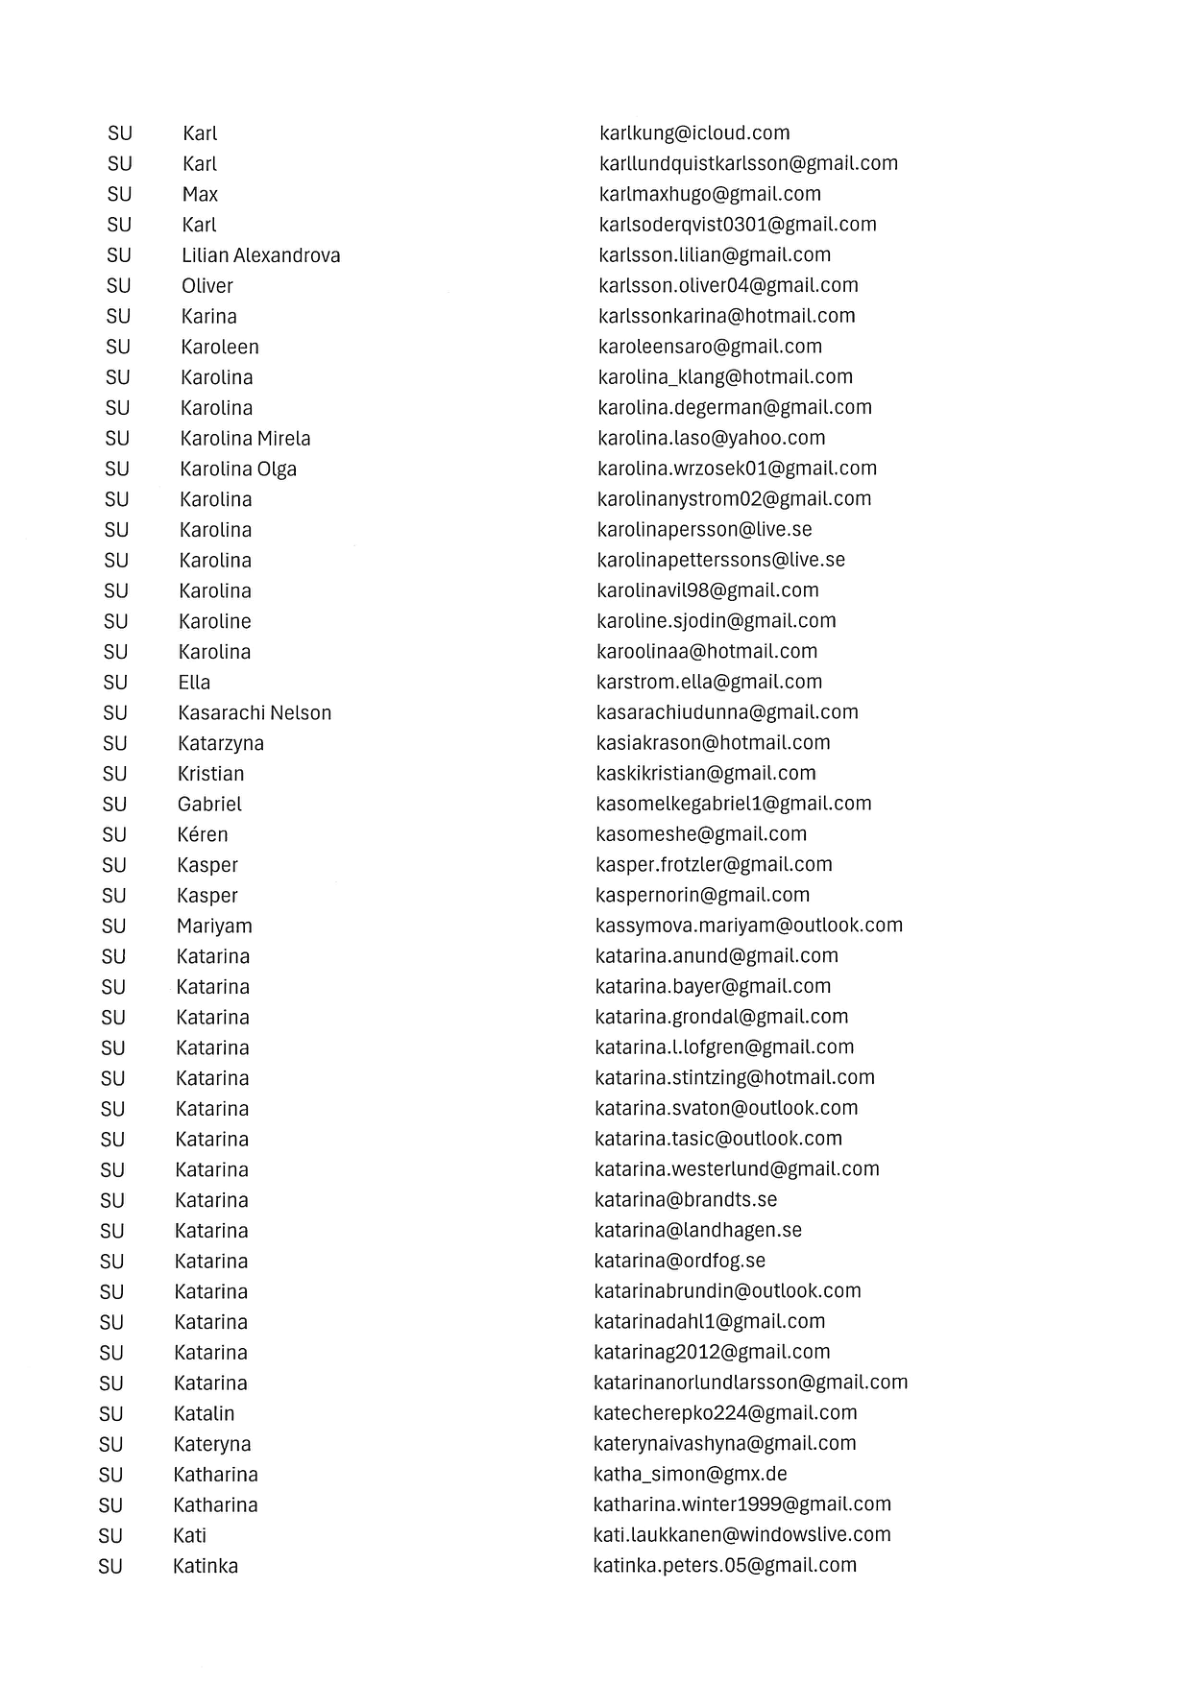 SU Karl karlkung@icloud.com
SU Karl karllundquistkarlsson@gmail.com
SU Max karlmaxhugo@gmail.com
SU Karl karlsoderqvist0301@gmail.com
SU Lilian Alexandrova karlsson.lilian@gmail.com
SU Oliver karlsson.oliver04@gmail.com
SU Karina karlssonkarina@hotmail.com
SU Karoleen karoleensaro@gmail.com
SU Karolina karolina_klang@hotmail.com
SU Karolina karolina.degerman@gmail.com
SU Karolina Mirela karolina.laso@yahoo.com
SU Karolina Olga karolina.wrzosek01@gmail.com
SU Karolina karolinanystrom02@gmail.com
SU Karolina karolinapersson@live.se
SU Karolina karolinapetterssons@live.se
SU Karolina karolinavil98@gmail.com
SU Karoline karoline.sjodin@gmail.com
SU Karolina karoolinaa@hotmail.com
SU Ella karstrom.ella@gmail.com
SU Kasarachi Nelson kasarachiudunna@gmail.com
SU Katarzyna kasiakrason@hotmail.com
SU Kristian kaskikristian@gmail.com
SU Gabriel kasomelkegabriel1@gmail.com
SU Kéren kasomeshe@gmail.com
SU Kasper kasper.frotzler@gmail.com
SU Kasper kaspernorin@gmail.com
SU Mariyam kassymova.mariyam@outlook.com
SU Katarina katarina.anund@gmail.com
SU Katarina katarina.bayer@gmail.com
SU Katarina katarina.grondal@gmail.com
SU Katarina katarina.l.lofgren@gmail.com
SU Katarina katarina.stintzing@hotmail.com
SU Katarina katarina.svaton@outlook.com
SU Katarina katarina.tasic@outlook.com
SU Katarina katarina.westerlund@gmail.com
SU Katarina katarina@brandts.se
SU Katarina katarina@landhagen.se
SU Katarina katarina@ordfog.se
SU Katarina katarinabrundin@outlook.com
SU Katarina katarinadahl1@gmail.com
SU Katarina katarinag2012@gmail.com
SU Katarina katarinanorlundlarsson@gmail.com
SU Katalin katecherepko224@gmail.com
SU Kateryna katerynaivashyna@gmail.com
SU Katharina katha_simon@gmx.de
SU Katharina katharina.winter1999@gmail.com
SU Kati kati.laukkanen@windowslive.com
SU Katinka katinka.peters.05@gmail.com